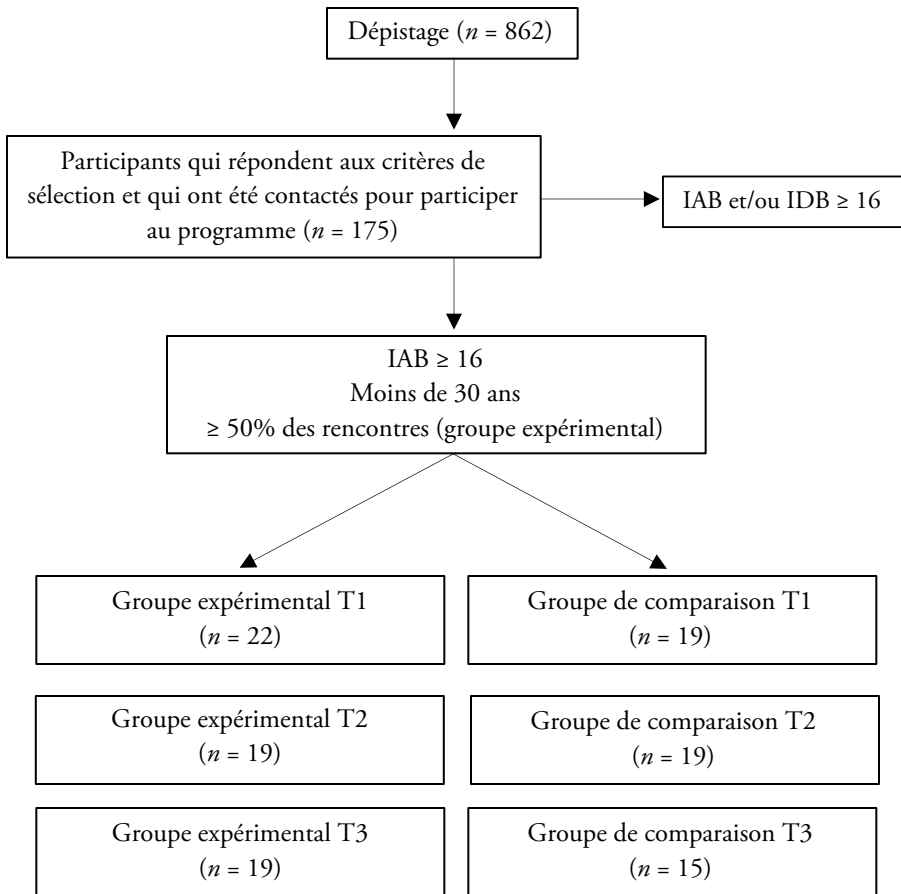 Dépistage (n = 862)
Participants qui répondent aux critères de
sélection et qui ont été contactés pour participer
au programme (n = 175)
IAB et/ou IDB ≥ 16
IAB ≥ 16
Moins de 30 ans
≥ 50% des rencontres (groupe expérimental)
Groupe expérimental T1
(n = 22)
Groupe de comparaison T1
(n = 19)
Groupe expérimental T2
(n = 19)
Groupe de comparaison T2
(n = 19)
Groupe expérimental T3
(n = 19)
Groupe de comparaison T3
(n = 15)